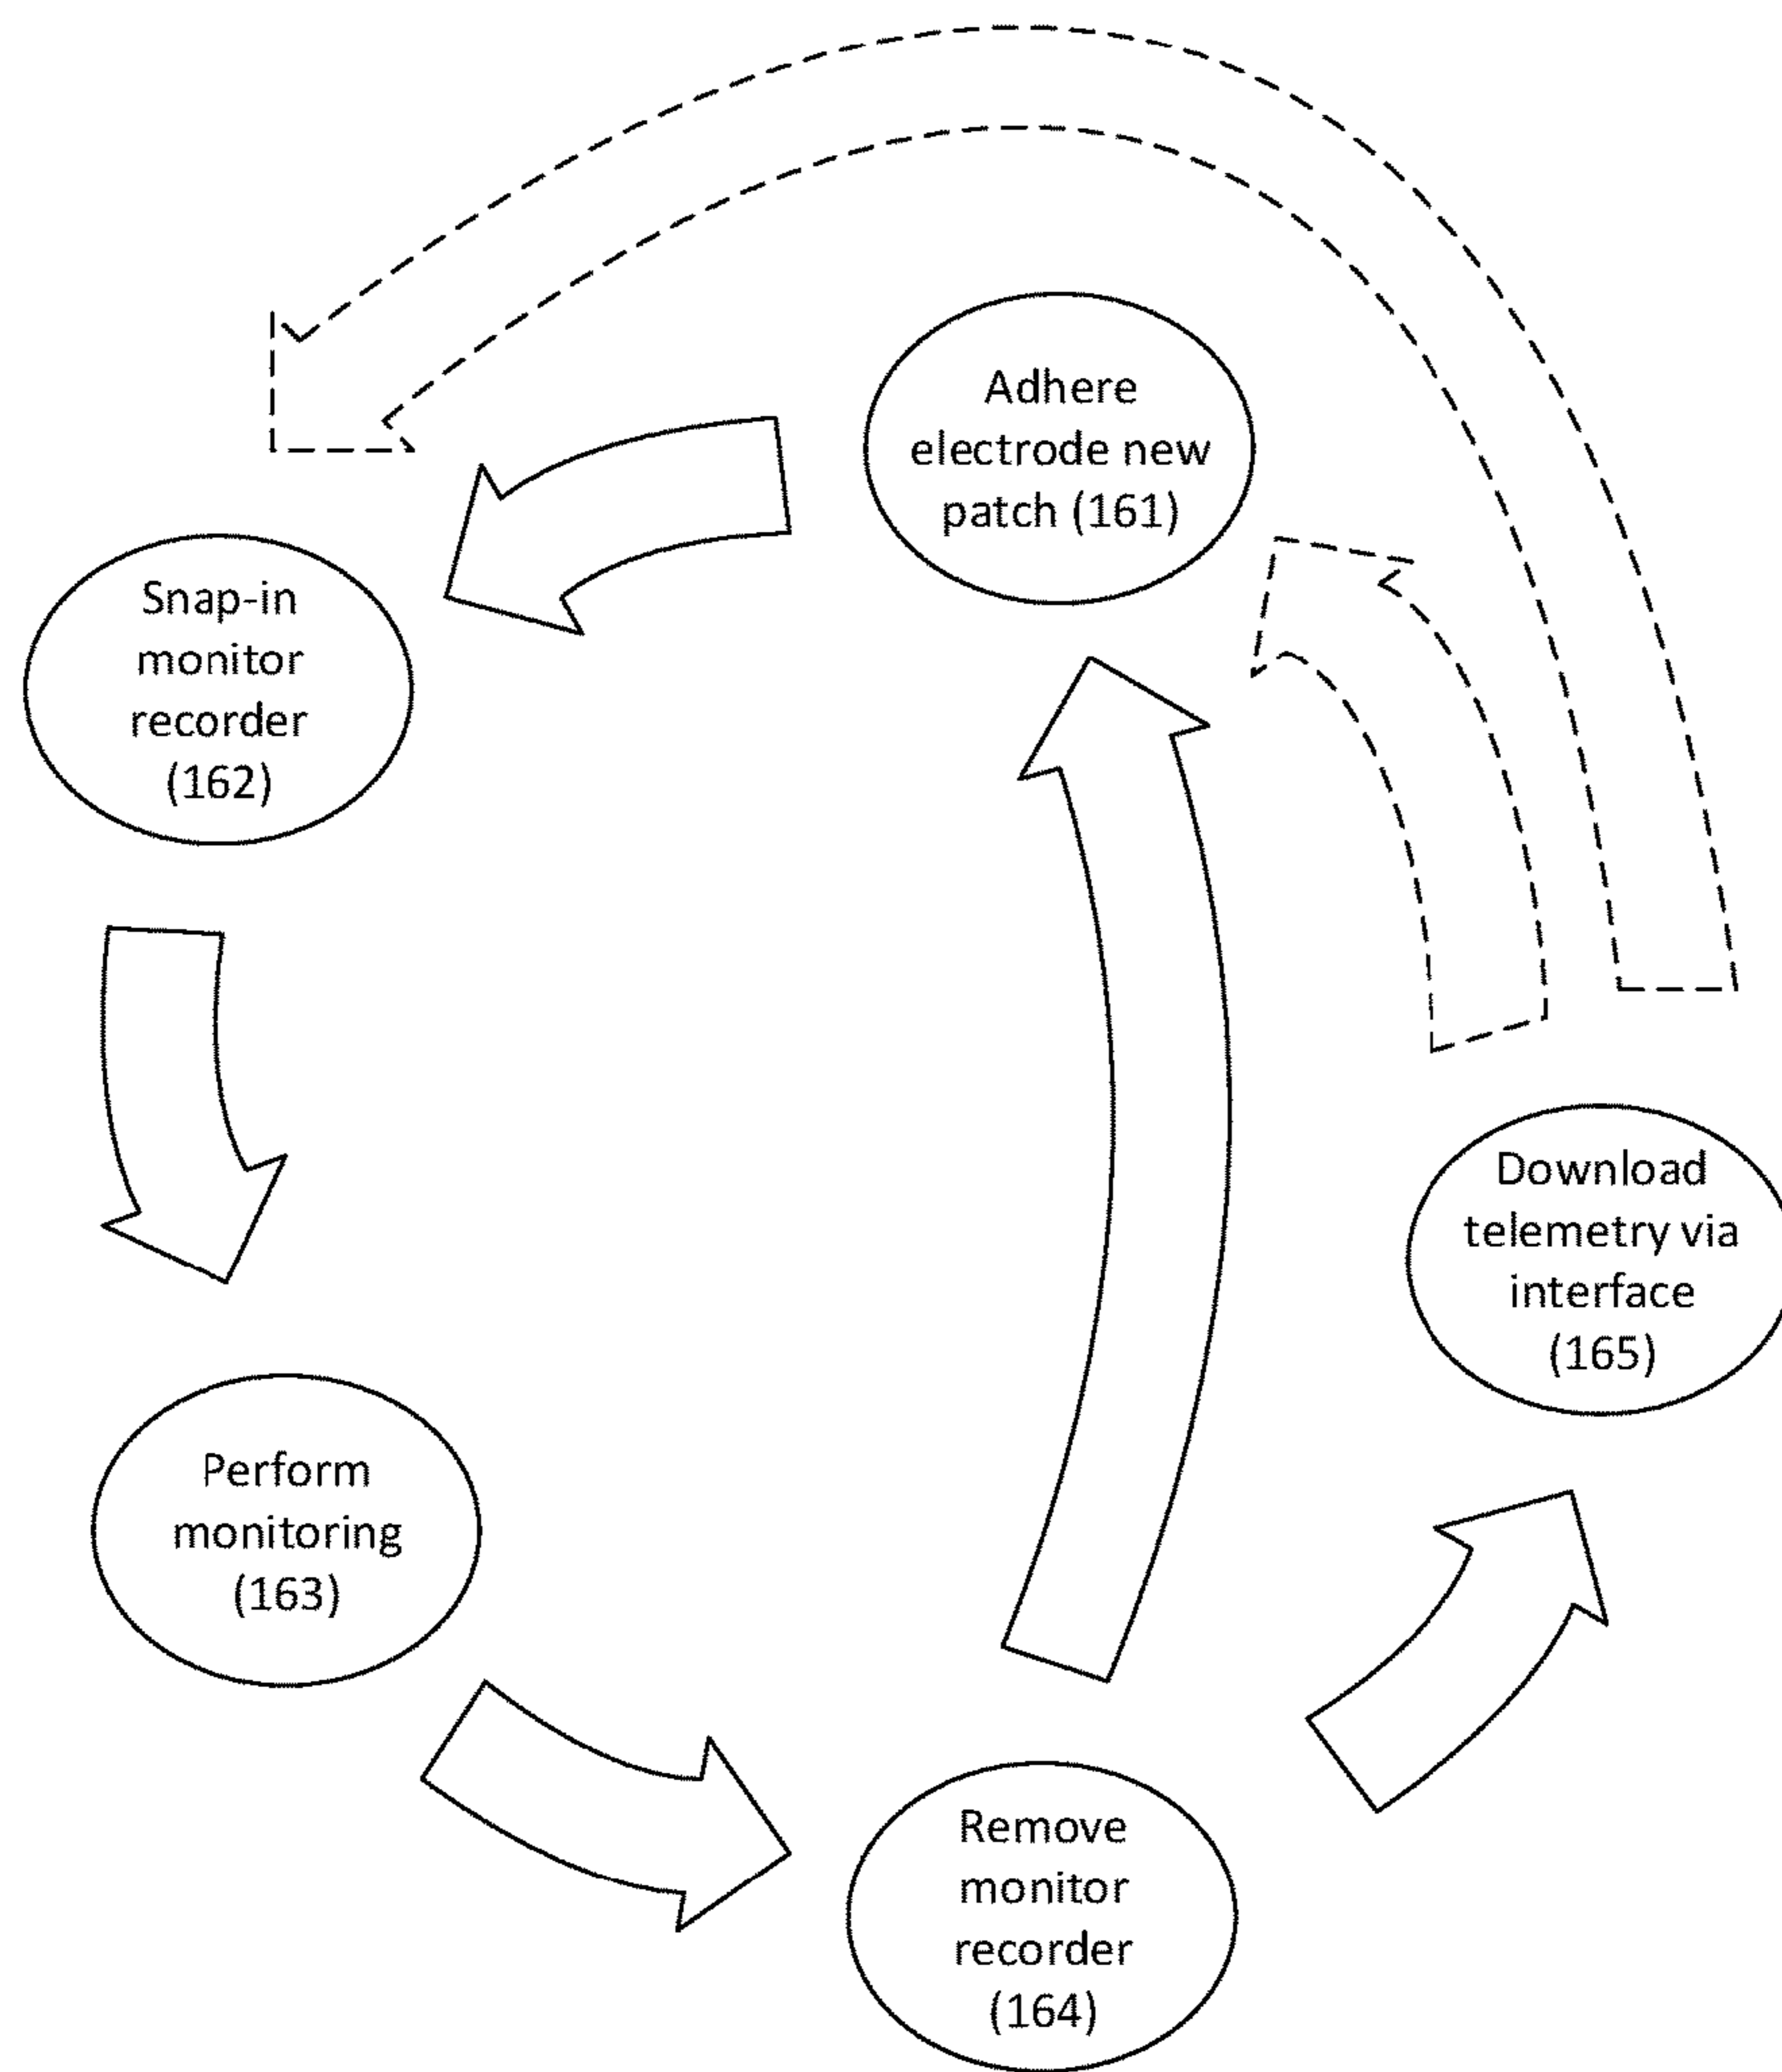 Adhere
electrode new
patch (161)
Snap-in
monitor
recorder
(162)
Download
telemetry via
interface
(165)
Perform
monitoring
(163)
Remove
monitor
recorder
(164)